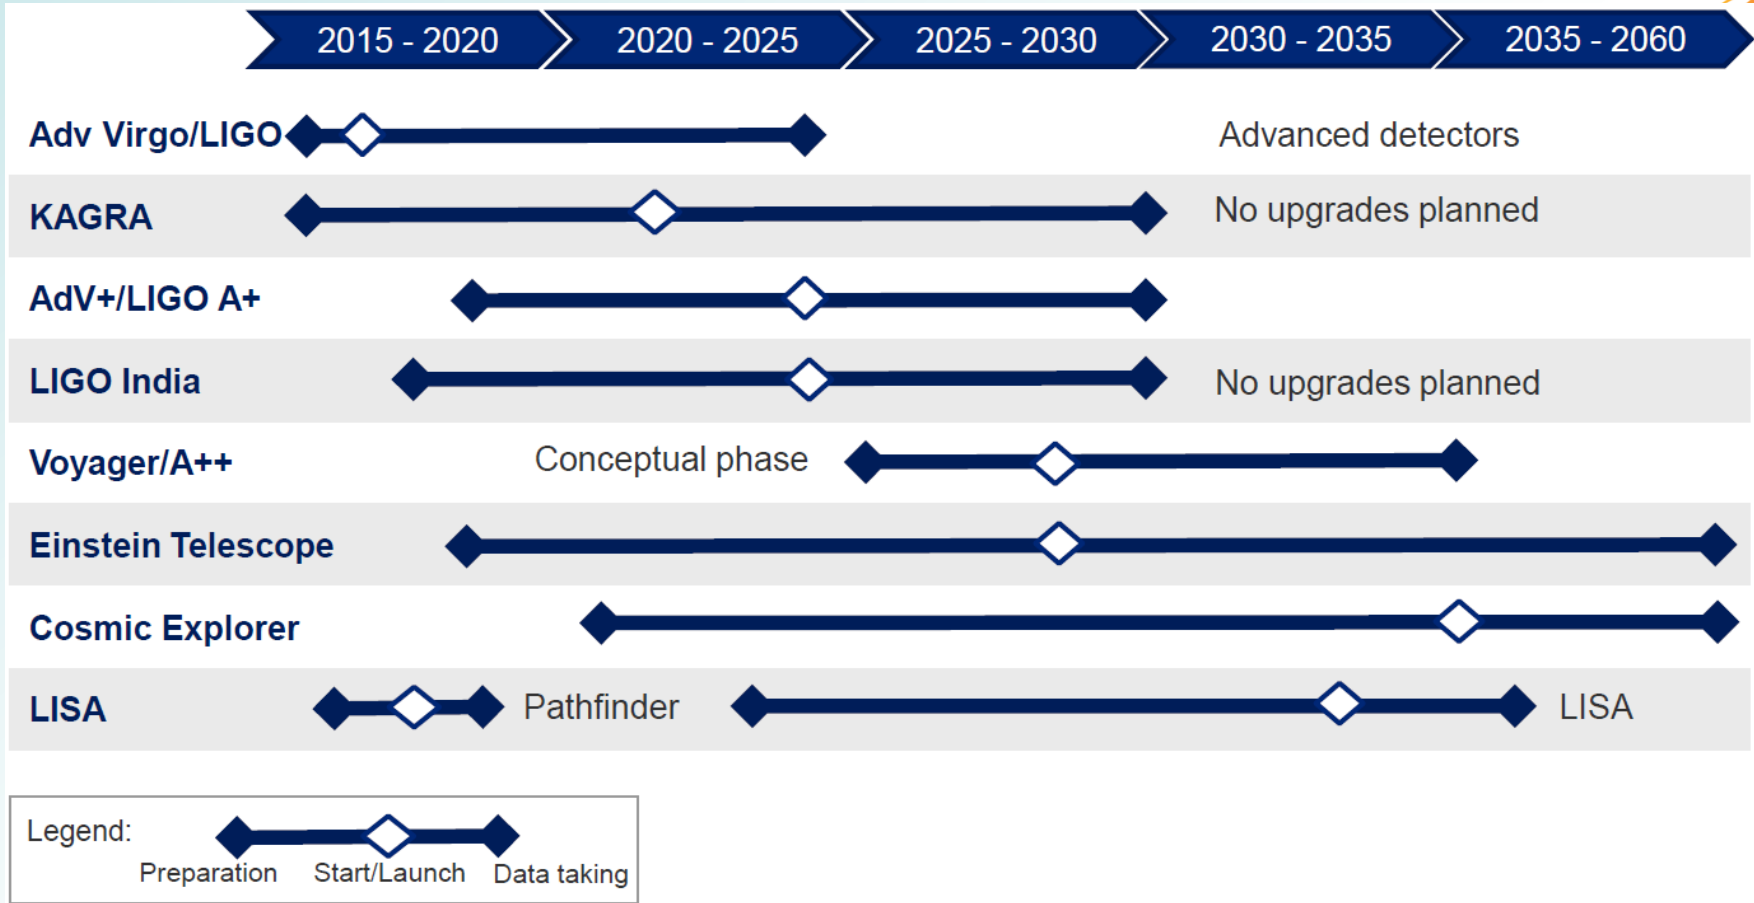 2015 - 2020 2020 - 2025 2025 - 2030 2030 - 2035 2035 - 2060
Adv Virgo/LIGO Advanced detectors
KAGRA No upgrades planned
AdV+/LIGO A+
LIGO India No upgrades planned
Voyager/A++ Conceptual phase
Einstein Telescope
Cosmic Explorer
LISA Pathfinder LISA
Legend:
Preparation Start/Launch Data taking